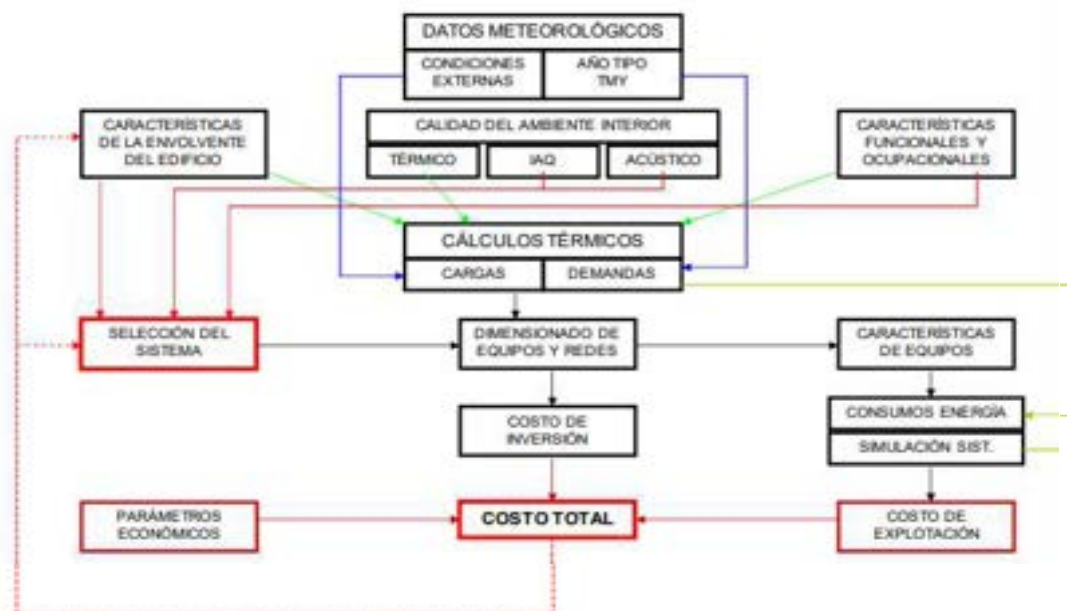 DATOS METEOROLÓGICOS
CONDICIONES
EXTERNAS
AÑO TIPO
TMY
CARACTERÍSTICAS
DE LA ENVOLVENTE
DEL EDIFICIO
CALIDAD DEL AMBIENTE INTERIOR
TÉRMICO
IAQ
ACÚSTICO
CARACTERÍSTICAS
FUNCIONALES Y
OCUPACIONALES
CÁLCULOS TÉRMICOS
CARGAS
DEMANDAS
SELECCIÓN DEL
SISTEMA
DIMENSIONADO DE
EQUIPOS Y REDES
CARACTERÍSTICAS
DE EQUIPOS
COSTO DE
INVERSIÓN
CONSUMOS ENERGÍA
SIMULACIÓN SIST.
PARÁMETROS
ECONÓMICOS
COSTO TOTAL
COSTO DE
EXPLOTACIÓN